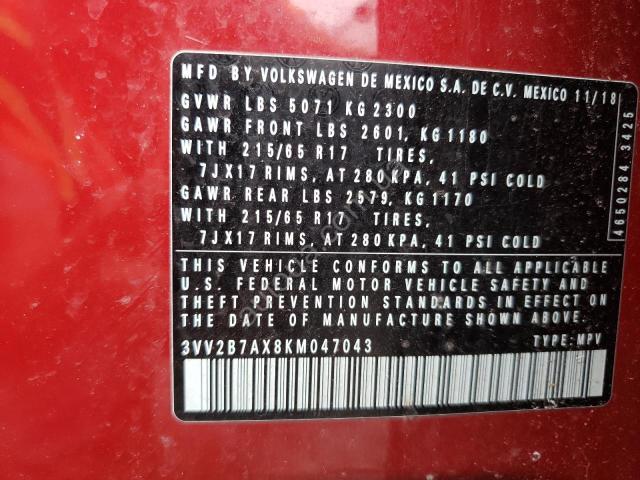 MFD BY VOLKSWAGEN DE MEXICO S.A. DE C.V. MEXICO 11/18
GVWR LBS 5071 KG 2300
GAWR FRONT LBS 2601, KG 1180
WITH 215/65 R17 TIRES,
7JX17 RIMS, AT 280 KPA, 41 PSI COLD
GAWR REAR LBS 2579, KG 1170
WITH 215/65 R17 TIRES,
7JX17 RIMS, AT 280 KPA, 41 PSI COLD
THIS VEHICLE CONFORMS TO ALL APPLICABLE
U.S. FEDERAL MOTOR VEHICLE SAFETY AND
THEFT PREVENTION STANDARDS IN EFFECT ON
THE DATE OF MANUFACTURE SHOWN ABOVE.
3VV2B7AX8KM047043 TYPE:MPV
4650284 3425